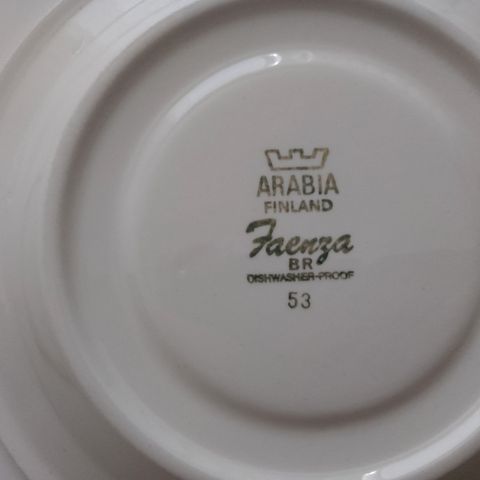 ARABIA
FINLAND
Faenza
BR
DISHWASHER-PROOF
53